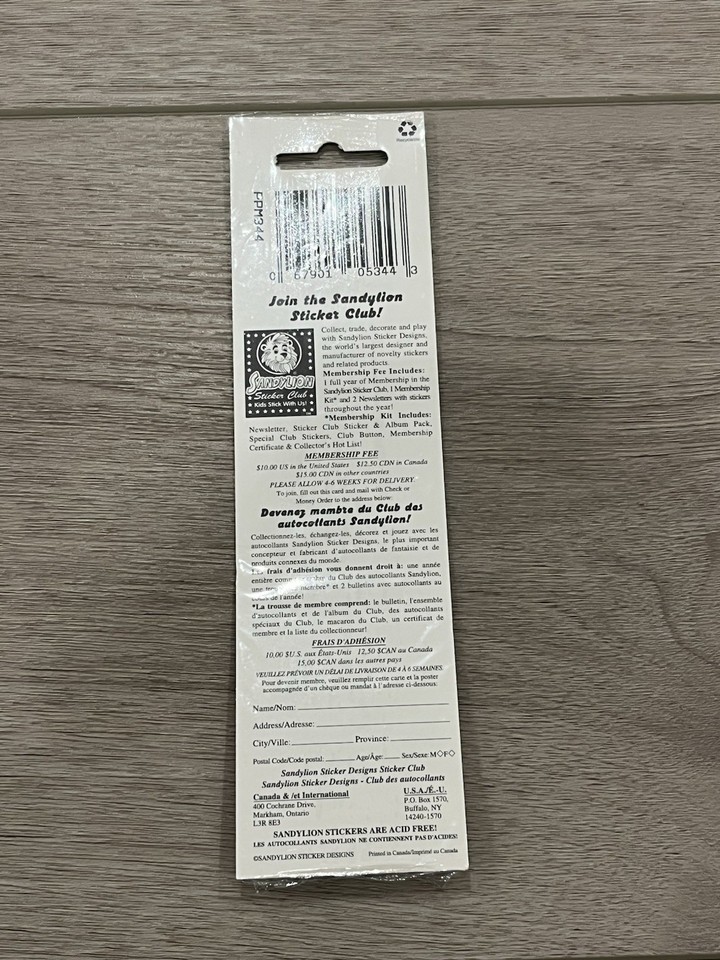 Recyclable
PPM344
0 67901 05344 3
Join the Sandylion
Sticker Club!
SANDYLION
Sticker Club
Kids Stick With Us!
Collect, trade, decorate and play
with Sandylion Sticker Designs,
the world's largest designer and
manufacturer of novelty stickers
and related products.
Membership Fee Includes:
1 full year of Membership in the
Sandylion Sticker Club, 1 Membership
Kit* and 2 Newsletters with stickers
throughout the year!
*Membership Kit Includes:
Newsletter, Sticker Club Sticker & Album Pack,
Special Club Stickers, Club Button, Membership
Certificate & Collector's Hot List!
MEMBERSHIP FEE
$10.00 US in the United States $12.50 CDN in Canada
$15.00 CDN in other countries
PLEASE ALLOW 4-6 WEEKS FOR DELIVERY.
To join, fill out this card and mail with Check or
Money Order to the address below:
Devenez membre du Club des
autocollants Sandylion!
Collectionnez-les, échangez-les, décorez et jouez avec les
autocollants Sandylion Sticker Designs, le plus important
concepteur et fabricant d'autocollants de fantaisie et de
produits connexes du monde.
frais d'adhésion vous donnent droit à: une année
entière comme membre du Club des autocollants Sandylion,
une membre* et 2 bulletins avec autocollants au
cours de l'année!
*La trousse de membre comprend: le bulletin, l'ensemble
d'autocollants et de l'album du Club, des autocollants
spéciaux du Club, le macaron du Club, un certificat de
membre et la liste du collectionneur!
FRAIS D'ADHÉSION
10,00 $U.S. aux États-Unis 12,50 $CAN au Canada
15,00 $CAN dans les autres pays
VEUILLEZ PRÉVOIR UN DÉLAI DE LIVRAISON DE 4 À 6 SEMAINES.
Pour devenir membre, veuillez remplir cette carte et la poster
accompagnée d'un chèque ou mandat à l'adresse ci-dessous:
Name/Nom:
Address/Adresse:
City/Ville: Province:
Postal Code/Code postal: Age/Âge: Sex/Sexe: M◇F◇
Sandylion Sticker Designs Sticker Club
Sandylion Sticker Designs - Club des autocollants
Canada & /et International
400 Cochrane Drive,
Markham, Ontario
L3R 8E3
U.S.A./É.-U.
P.O. Box 1570,
Buffalo, NY
14240-1570
SANDYLION STICKERS ARE ACID FREE!
LES AUTOCOLLANTS SANDYLION NE CONTIENNENT PAS D'ACIDES!
©SANDYLION STICKER DESIGNS Printed in Canada/Imprimé au Canada